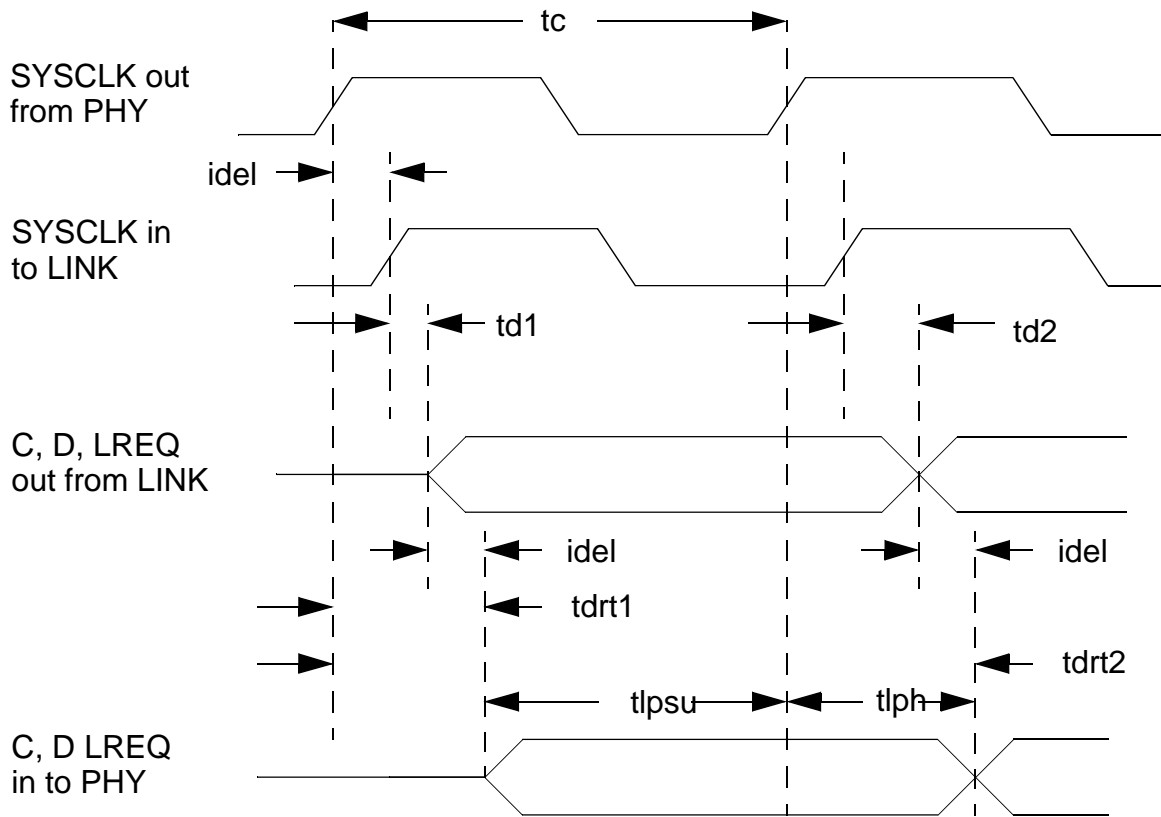 tc
SYSCLK out
from PHY
idel
SYSCLK in
to LINK
td1
td2
C, D, LREQ
out from LINK
idel
idel
tdrt1
tdrt2
tlpsu
tlph
C, D LREQ
in to PHY